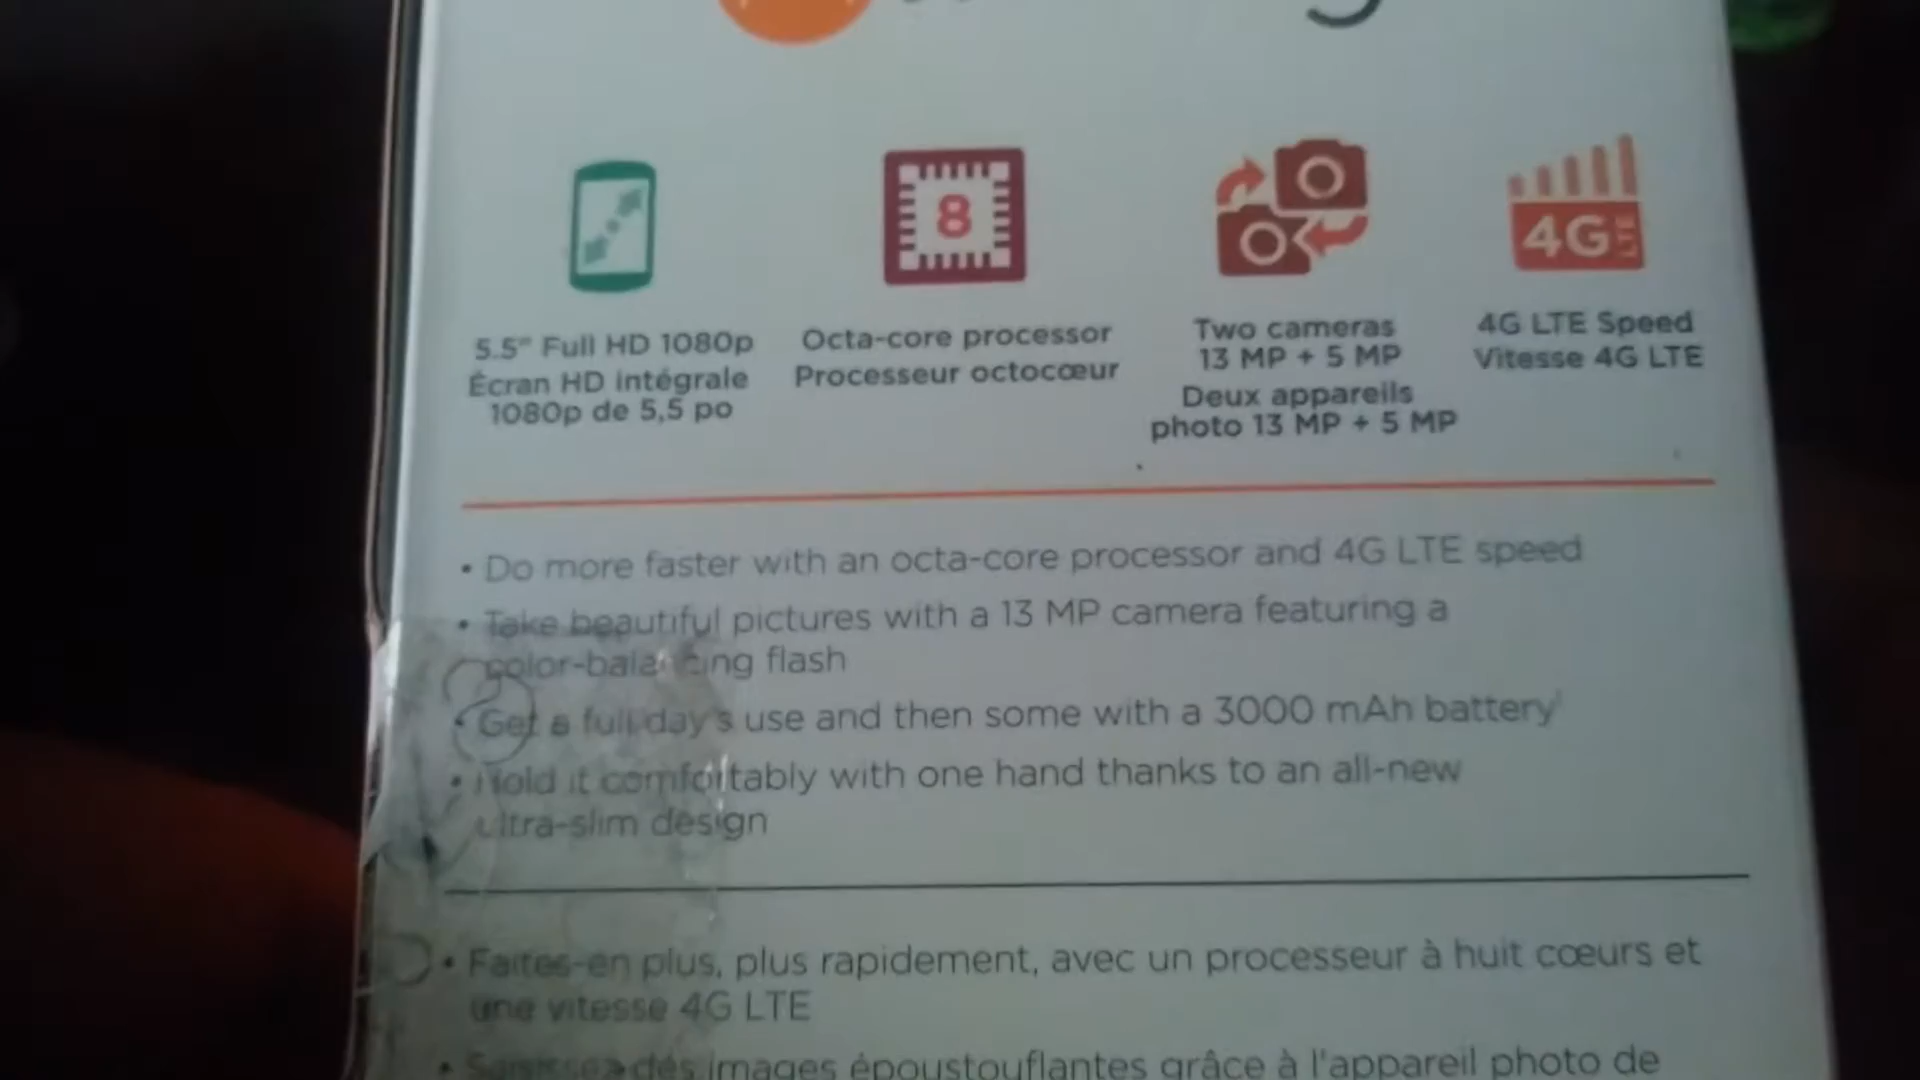 8
4G LTE
5.5" Full HD 1080p
Écran HD intégrale
1080p de 5,5 po
Octa-core processor
Processeur octocœur
Two cameras
13 MP + 5 MP
Deux appareils
photo 13 MP + 5 MP
4G LTE Speed
Vitesse 4G LTE
• Do more faster with an octa-core processor and 4G LTE speed
• Take beautiful pictures with a 13 MP camera featuring a
color-balancing flash
• Get a full day's use and then some with a 3000 mAh battery
• Hold it comfortably with one hand thanks to an all-new
ultra-slim design
• Faites-en plus, plus rapidement, avec un processeur à huit cœurs et
une vitesse 4G LTE
• des images époustouflantes grâce à l'appareil photo de